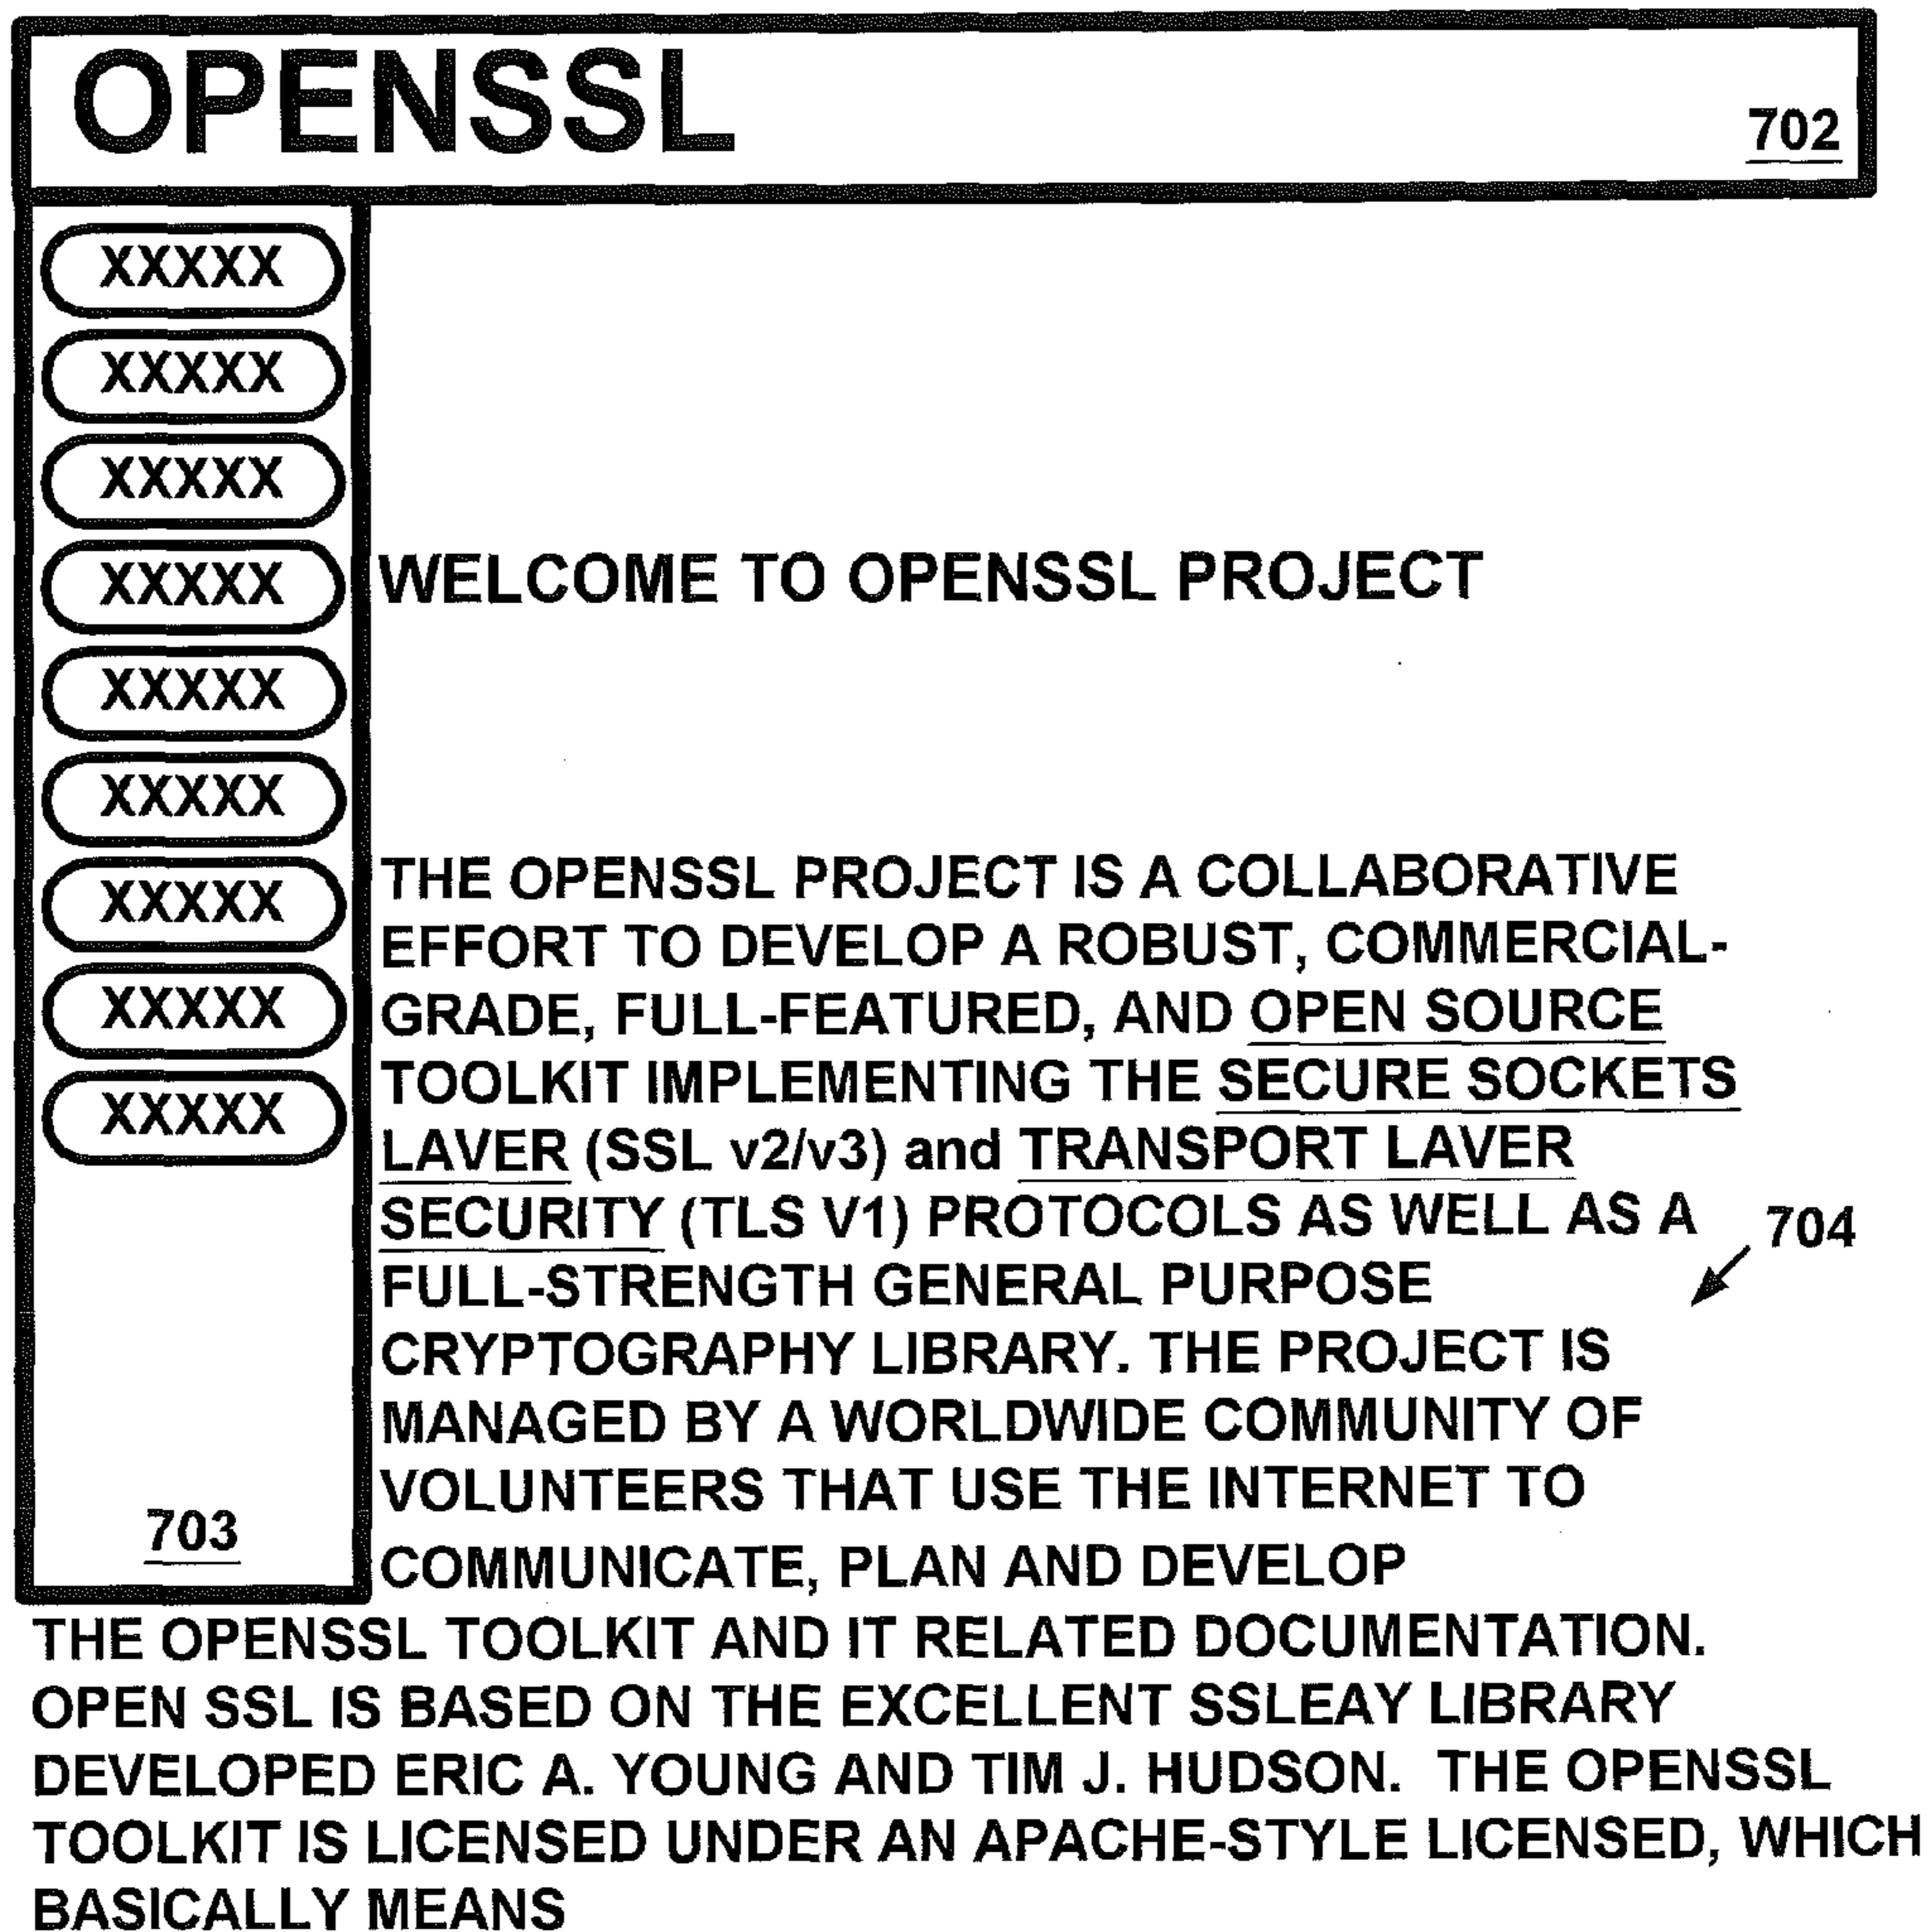 OPENSSL
702
XXXXX
XXXXX
XXXXX
XXXXX
XXXXX
XXXXX
XXXXX
XXXXX
XXXXX
703
WELCOME TO OPENSSL PROJECT
THE OPENSSL PROJECT IS A COLLABORATIVE
EFFORT TO DEVELOP A ROBUST, COMMERCIAL-
GRADE, FULL-FEATURED, AND OPEN SOURCE
TOOLKIT IMPLEMENTING THE SECURE SOCKETS
LAVER (SSL v2/v3) and TRANSPORT LAVER
SECURITY (TLS V1) PROTOCOLS AS WELL AS A
704
FULL-STRENGTH GENERAL PURPOSE
CRYPTOGRAPHY LIBRARY. THE PROJECT IS
MANAGED BY A WORLDWIDE COMMUNITY OF
VOLUNTEERS THAT USE THE INTERNET TO
COMMUNICATE, PLAN AND DEVELOP
THE OPENSSL TOOLKIT AND IT RELATED DOCUMENTATION.
OPEN SSL IS BASED ON THE EXCELLENT SSLEAY LIBRARY
DEVELOPED ERIC A. YOUNG AND TIM J. HUDSON. THE OPENSSL
TOOLKIT IS LICENSED UNDER AN APACHE-STYLE LICENSED, WHICH
BASICALLY MEANS